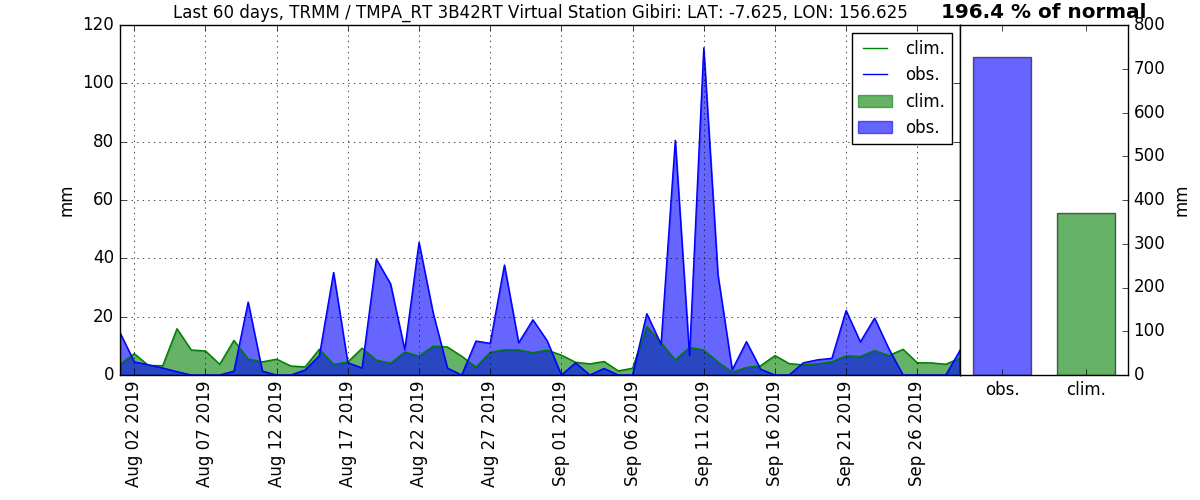 Last 60 days, TRMM / TMPA_RT 3B42RT Virtual Station Gibiri: LAT: -7.625, LON: 156.625
196.4 % of normal
120
100
80
60
40
20
0
mm
clim.
obs.
clim.
obs.
800
700
600
500
400
300
200
100
0
mm
Aug 02 2019
Aug 07 2019
Aug 12 2019
Aug 17 2019
Aug 22 2019
Aug 27 2019
Sep 01 2019
Sep 06 2019
Sep 11 2019
Sep 16 2019
Sep 21 2019
Sep 26 2019
obs.
clim.